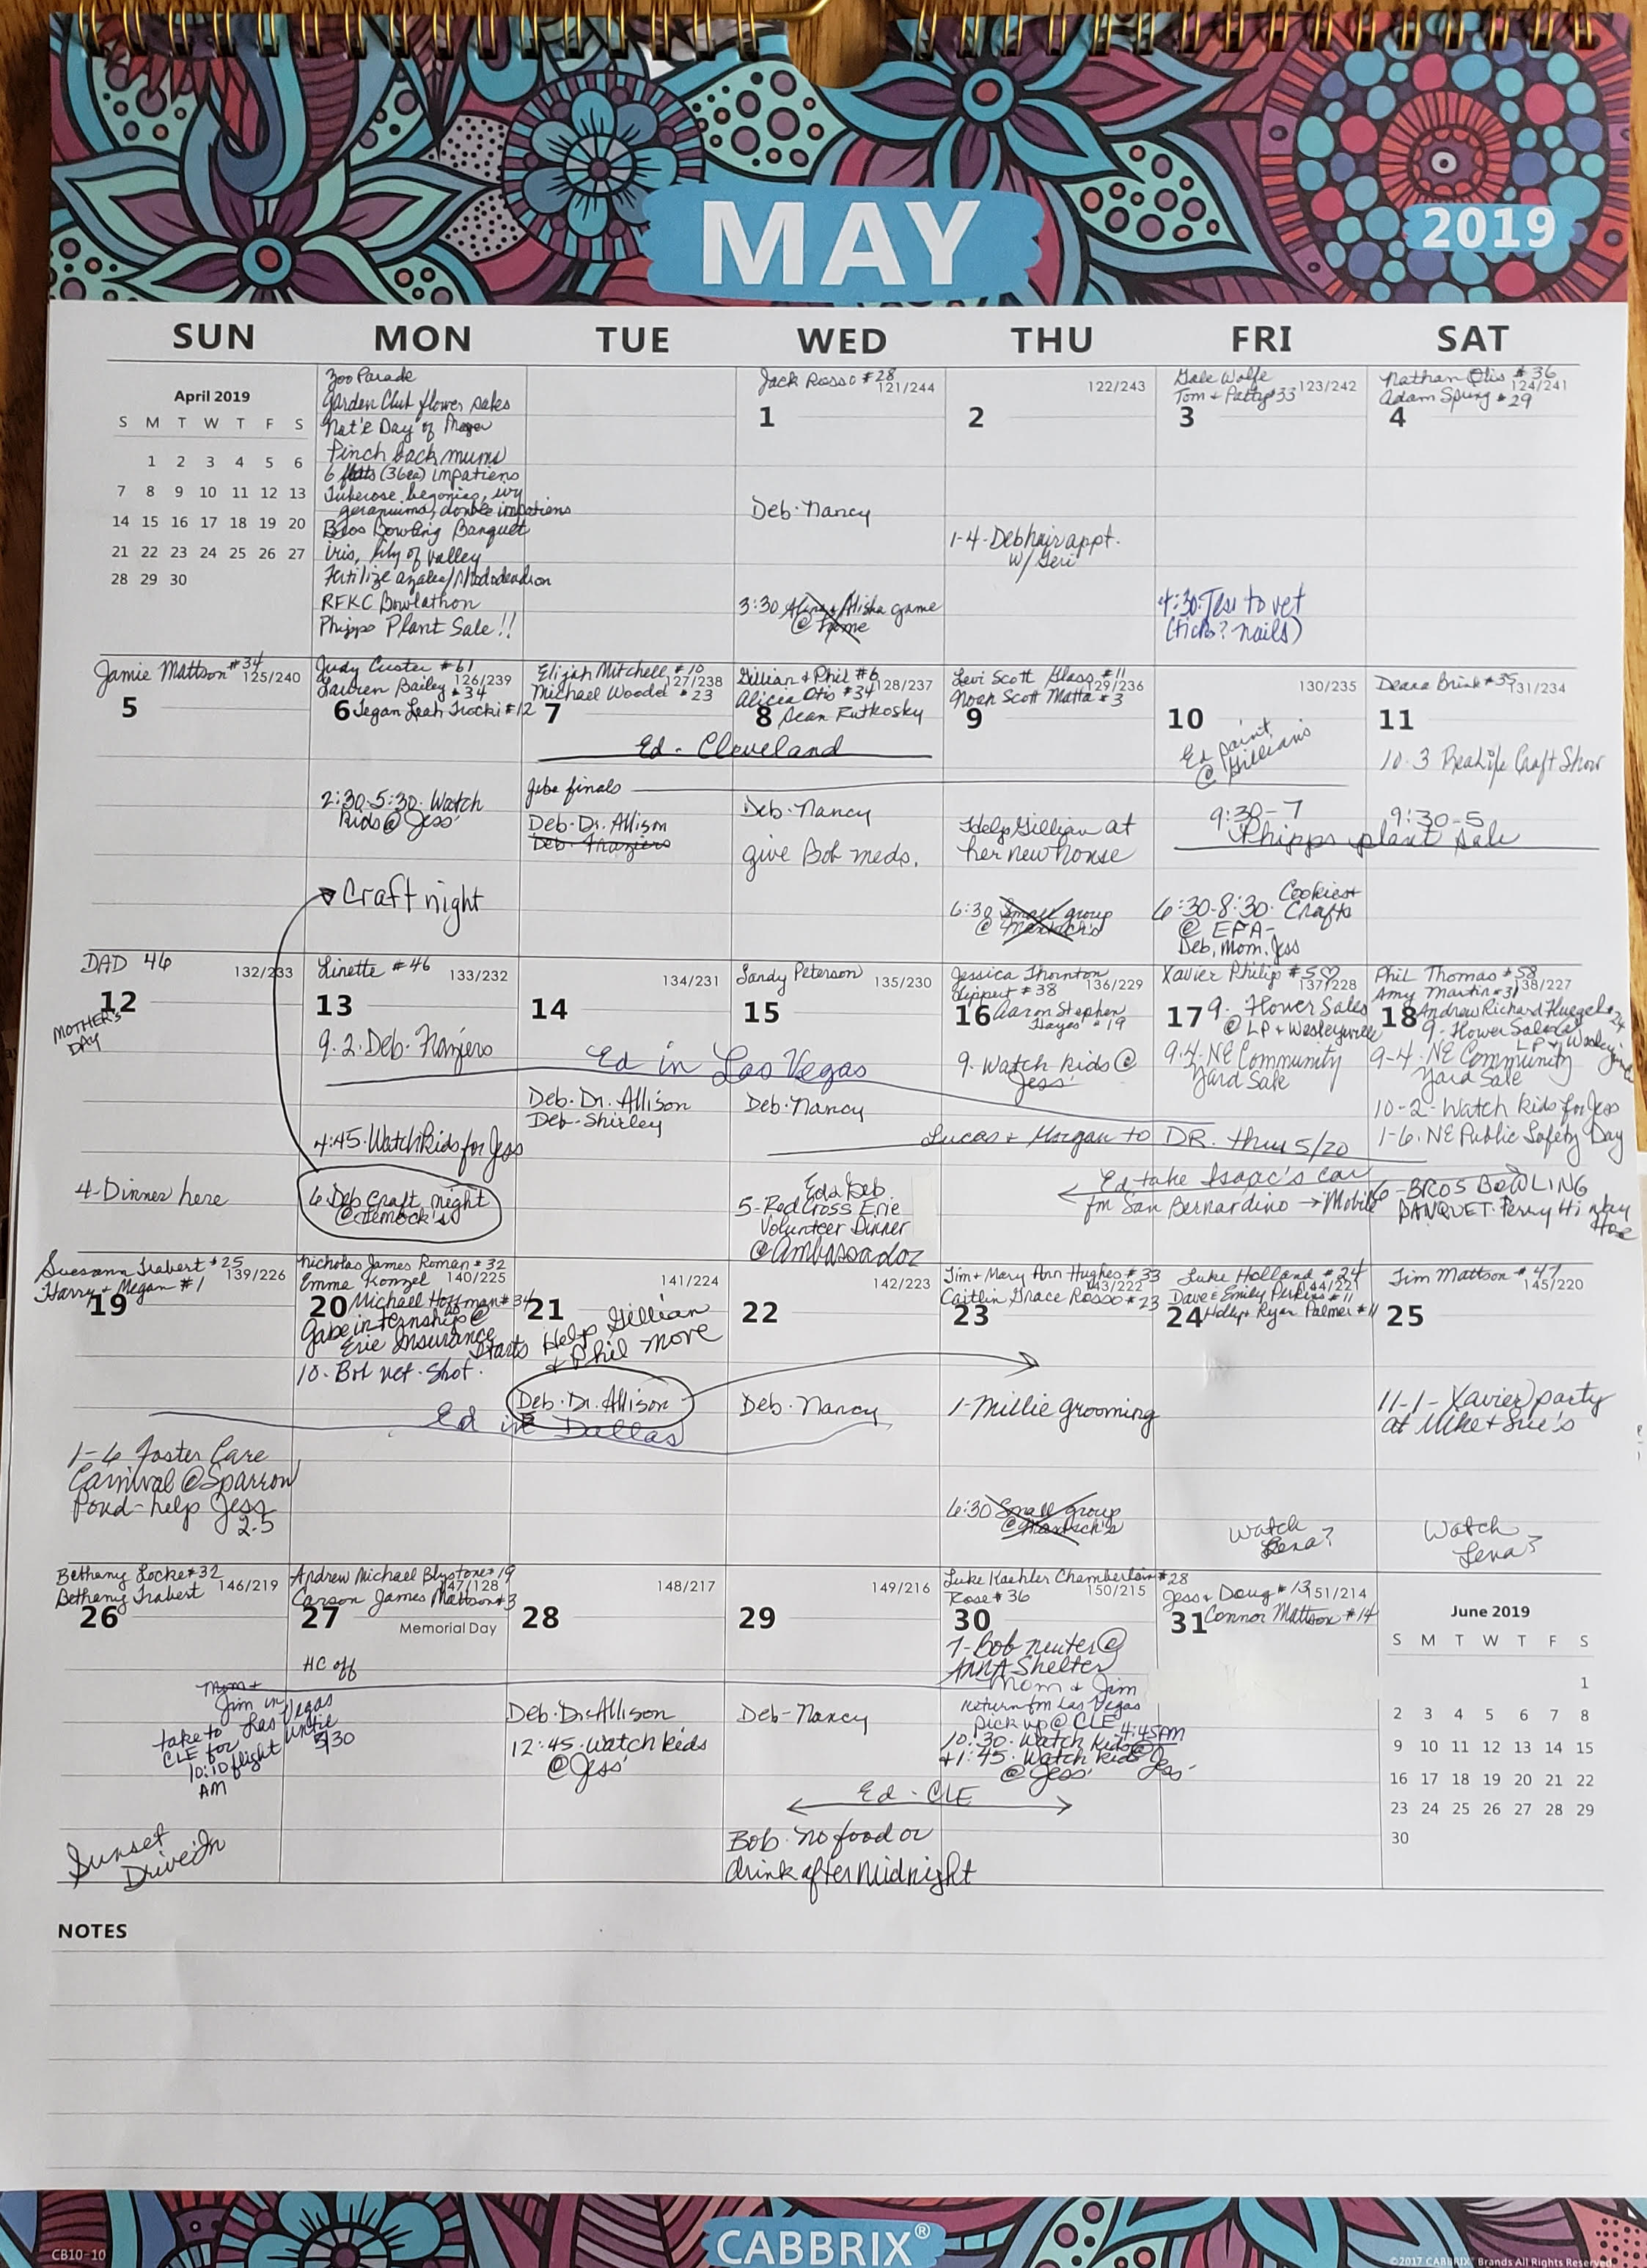 MAY
2019
SUN MON TUE WED THU FRI SAT
April 2019
S M T W T F S
1 2 3 4 5 6
7 8 9 10 11 12 13
14 15 16 17 18 19 20
21 22 23 24 25 26 27
28 29 30
Zoo Parade
Garden Club flower sales
Nat'l Day of
Pinch back mums
6 flats (36ea) impatiens
Tuberose begonias, ivy
geraniums, double impatiens
Bros Bowling Banquet
iris, lily of valley
Fertilize azalea/Rhododendron
RFKC Bowlathon
Phipps Plant Sale!!
Jack Rosso #28
121/244
1
Deb-Nancy
3:30 Alisha game
@ home
122/243
2
1-4-Deb hair appt.
w/Geri
Gale Wolfe
Tom + Patty #33
123/242
3
4:30-Tess to vet
(ticks? nails)
Nathan Otis #36
124/241
Adam Spung #29
4
Jamie Mattson #34
125/240
5
Judy Custer #61
126/239
Lauren Bailey #34
6 Tegan Leah Trocki #12
2:30-5:30-Watch
kids @ Jess'
Craft night
Elijah Mitchell #10
127/238
Michael Wooded #23
7
Ed - Cleveland
Gabe finals
Deb-Dr. Allison
Deb-Fraziers
Gillian + Phil #6
128/237
Alicia Otis #34
8 Sean Rutkosky
Deb-Nancy
give Bob meds.
Levi Scott Glass #11
129/236
Noah Scott Matta #3
9
Help Gillian at
her new house
6:30 Small group
@
130/235
10
Ed paint
@ Gillians
9:30-7
Phipps plant sale
6:30-8:30- Cookies +
Crafts
@ EFA-
Deb, Mom, Jess
Deana Brink #35
131/234
11
10-3 Craft Show
9:30-5
DAD 46
132/233
12
MOTHER'S
DAY
4-Dinner here
Linette #46
133/232
13
9-2-Deb-Fraziers
4:45-Watch kids for Jess
6 Deb Craft night
134/231
14
Ed in Las Vegas
Deb-Dr. Allison
Deb-Shirley
Sandy Peterson
135/230
15
Deb-Nancy
Ed & Deb
5-Red Cross Erie
Volunteer Dinner
@Ambassador
Jessica Thornton
136/229
Lippert #38
16 Aaron Stephen
Hayes #19
9-Watch kids @
Jess'
Lucas + Morgan to DR. thru 5/20
Ed take Isaac's car
fm San Bernardino → Mobile
Xavier Philip #5♡
137/228
17 9-Flower Sales
@ LP + Wesleyville
9-4-NE Community
Yard Sale
Phil Thomas #58
138/227
Amy Martin #31
18 Andrew Richard #24
9-Flower Sales @
LP + Wesleyville
9-4-NE Community
Yard Sale
10-2-Watch kids for Jess
1-6-NE Public Safety Day
6-BROS BOWLING
BANQUET-Perry Hi way
Hose
Suesann Trabert #25
139/226
Harry + Megan #1
19
1-6 Foster Care
Carnival @ Sparrow
Pond-help Jess
2-5
Nicholas James Roman #32
Emma Konzel
140/225
20 Michael Hoffman #34
Gabe internship @
Erie Insurance
starts
10-Bob vet-shot.
Ed in Dallas
141/224
21
Help Gillian
+ Phil move
Deb-Dr. Allison
142/223
22
Deb-Nancy
Jim + Mary Ann Hughes #33
143/222
Caitlin Grace Rosso #23
23
1-Millie grooming
6:30 Small group
@
Luke Holland #24
144/221
Dave & Emily Perkins #11
24 Holly + Ryan Palmer #11
Watch
Lena?
Jim Mattson #47
145/220
25
11-1-Xavier party
at Mike + Sue's
Watch
Lena?
Bethany Locke #32
146/219
Bethany Trabert
26
Mom +
Jim in Las Vegas
until
5/30
take to
CLE for
10:10 flight
AM
Sunset
Drive In
Andrew Michael Blystone #19
147/128
Carson James Mattson #3
27
Memorial Day
HC off
148/217
28
Deb-Dr. Allison
12:45-Watch kids
@ Jess'
149/216
29
Deb-Nancy
Ed - CLE
Bob-No food or
drink after Midnight
Luke Kaehler Chamberlain #28
150/215
Rose #36
30
7-Bob neuter @
ANNA Shelter
Mom & Jim
return fm Las Vegas
pick up @ CLE 4:45AM
10:30-Watch kids @ Jess'
+1:45-Watch kids
@ Jess'
Jess + Doug #13
151/214
31 Connor Mattson #14
June 2019
S M T W T F S
1
2 3 4 5 6 7 8
9 10 11 12 13 14 15
16 17 18 19 20 21 22
23 24 25 26 27 28 29
30
NOTES
CB10-10
CABBRIX®
©2017 CABBRIX® Brands All Rights Reserved.